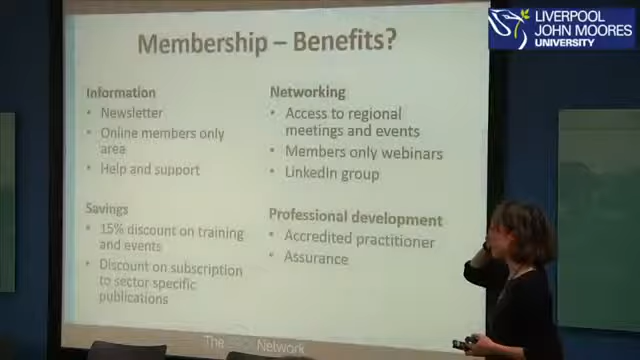 Membership – Benefits?
Information
• Newsletter
• Online members only
area
• Help and support
Networking
• Access to regional
meetings and events
• Members only webinars
• LinkedIn group
Savings
• 15% discount on training
and events
• Discount on subscription
to sector specific
publications
Professional development
• Accredited practitioner
• Assurance
The
Network
LIVERPOOL
JOHN MOORES
UNIVERSITY